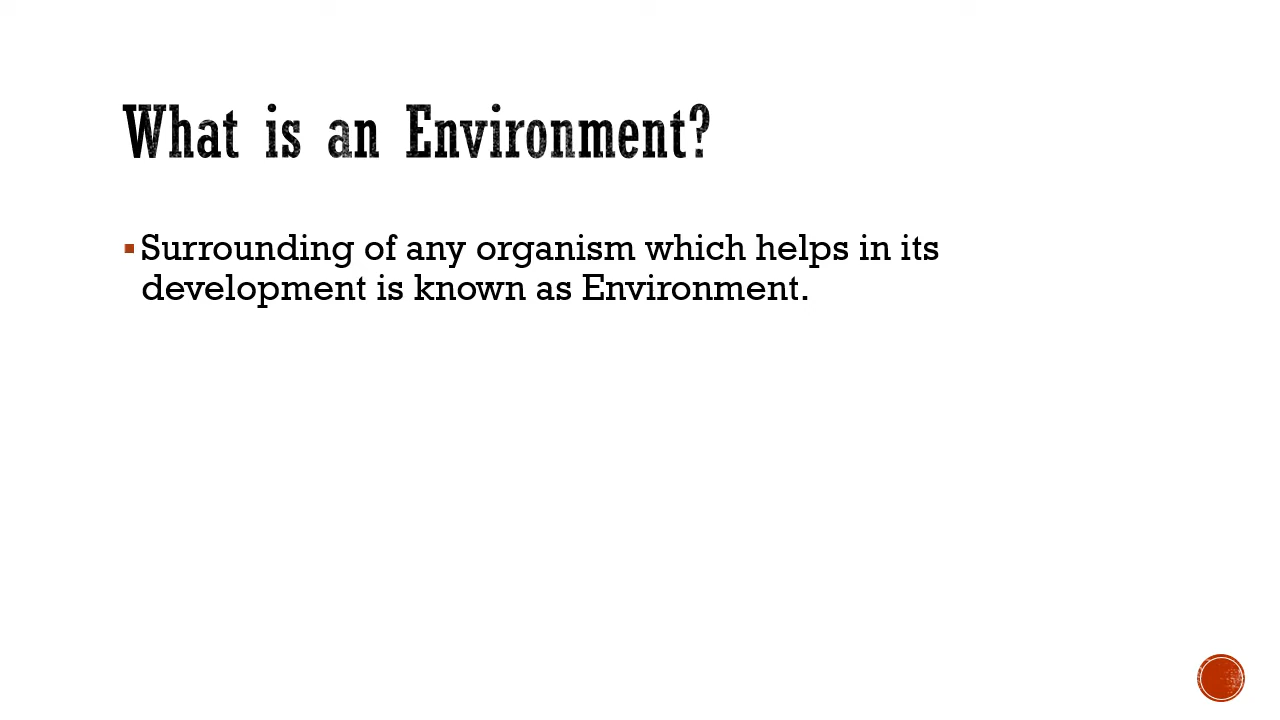 What is an Environment?
▪ Surrounding of any organism which helps in its
development is known as Environment.